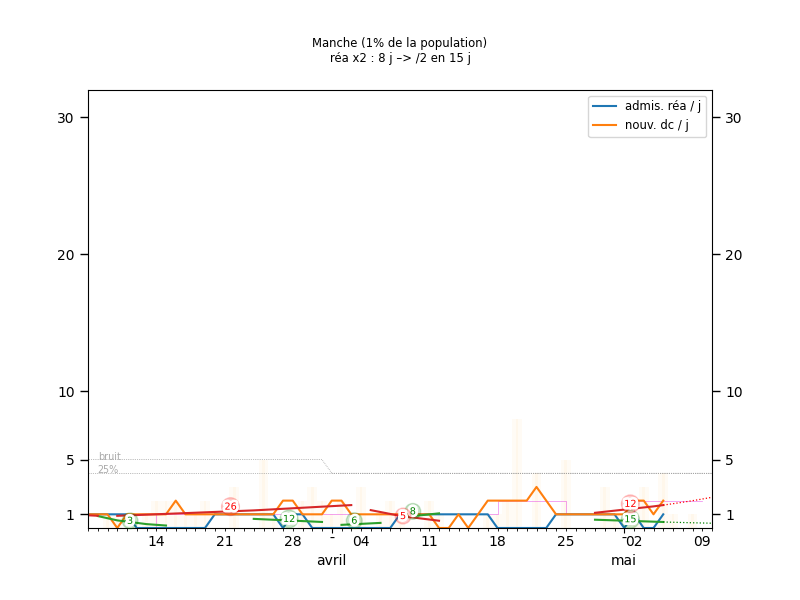 Manche (1% de la population)
réa x2 : 8 j –> /2 en 15 j
admis. réa / j
nouv. dc / j
30 30
20 20
10 10
5 5
bruit
25%
1 1
3 26 12 6 5 8 12 15
14 21 28 - 04 11 18 25 -02 09
avril mai